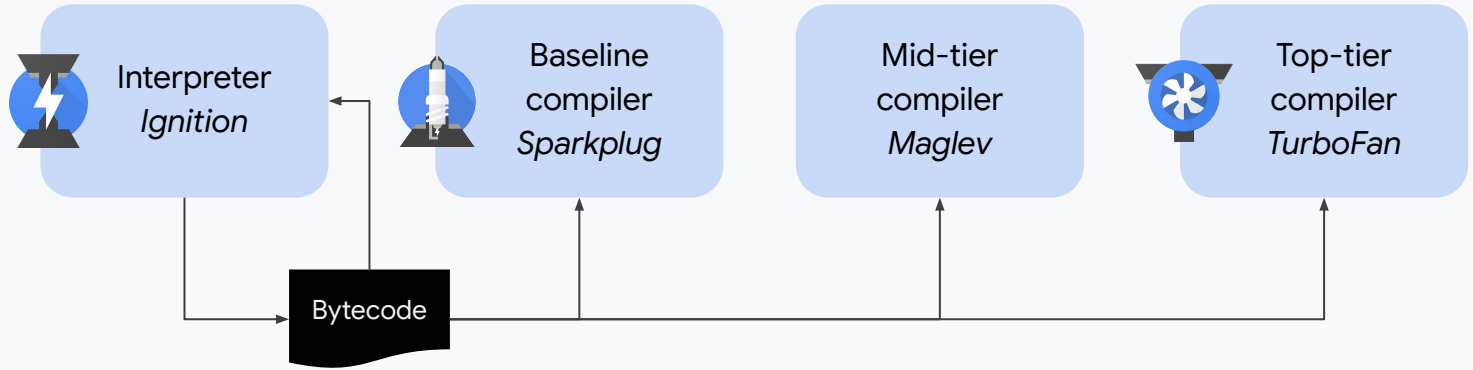 Interpreter
Ignition
Baseline
compiler
Sparkplug
Mid-tier
compiler
Maglev
Top-tier
compiler
TurboFan
Bytecode